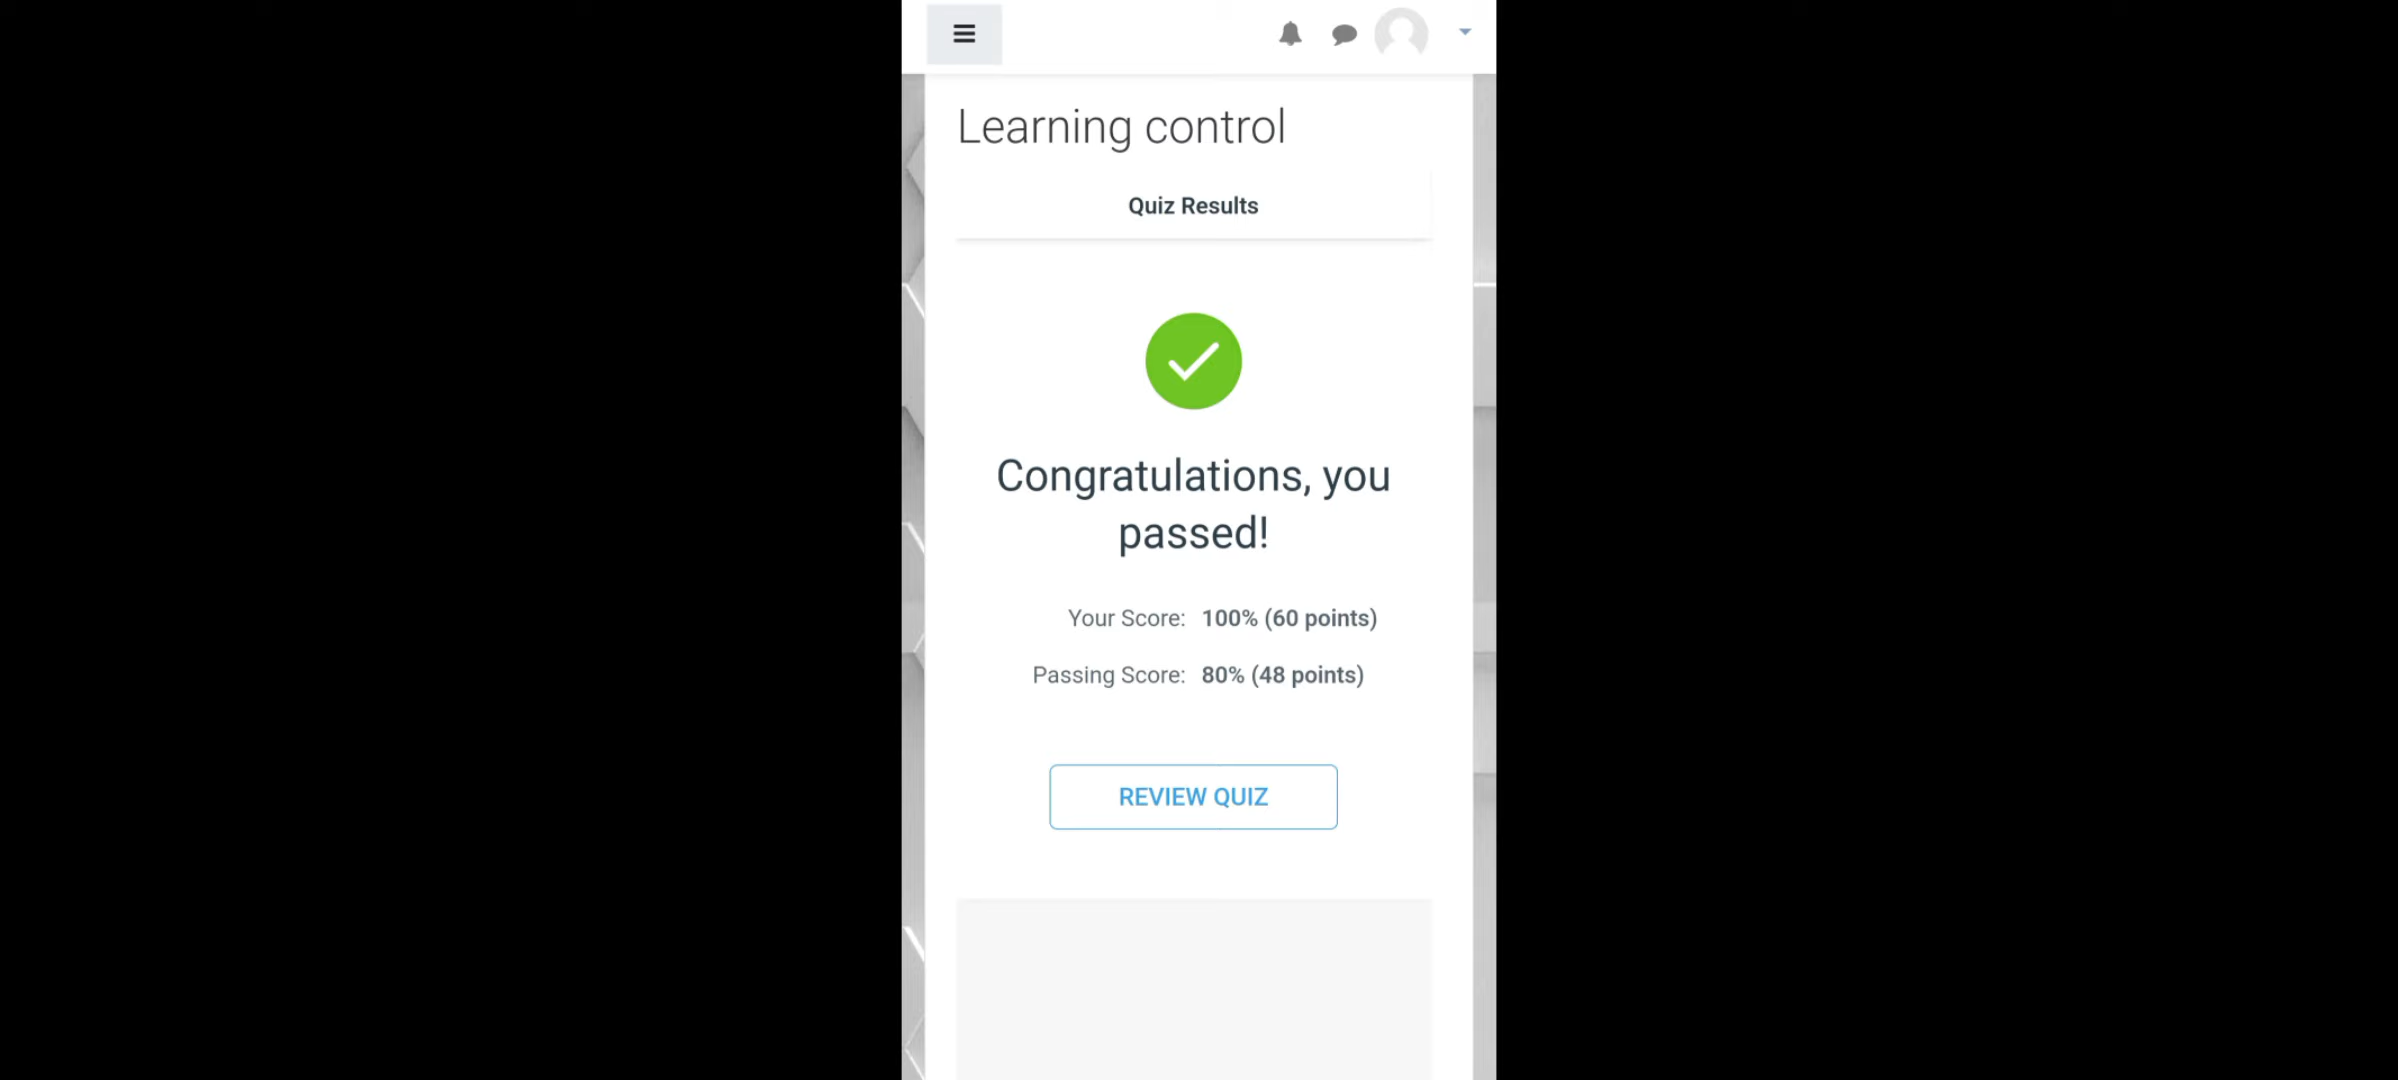 Learning control
Quiz Results
Congratulations, you
passed!
Your Score: 100% (60 points)
Passing Score: 80% (48 points)
REVIEW QUIZ